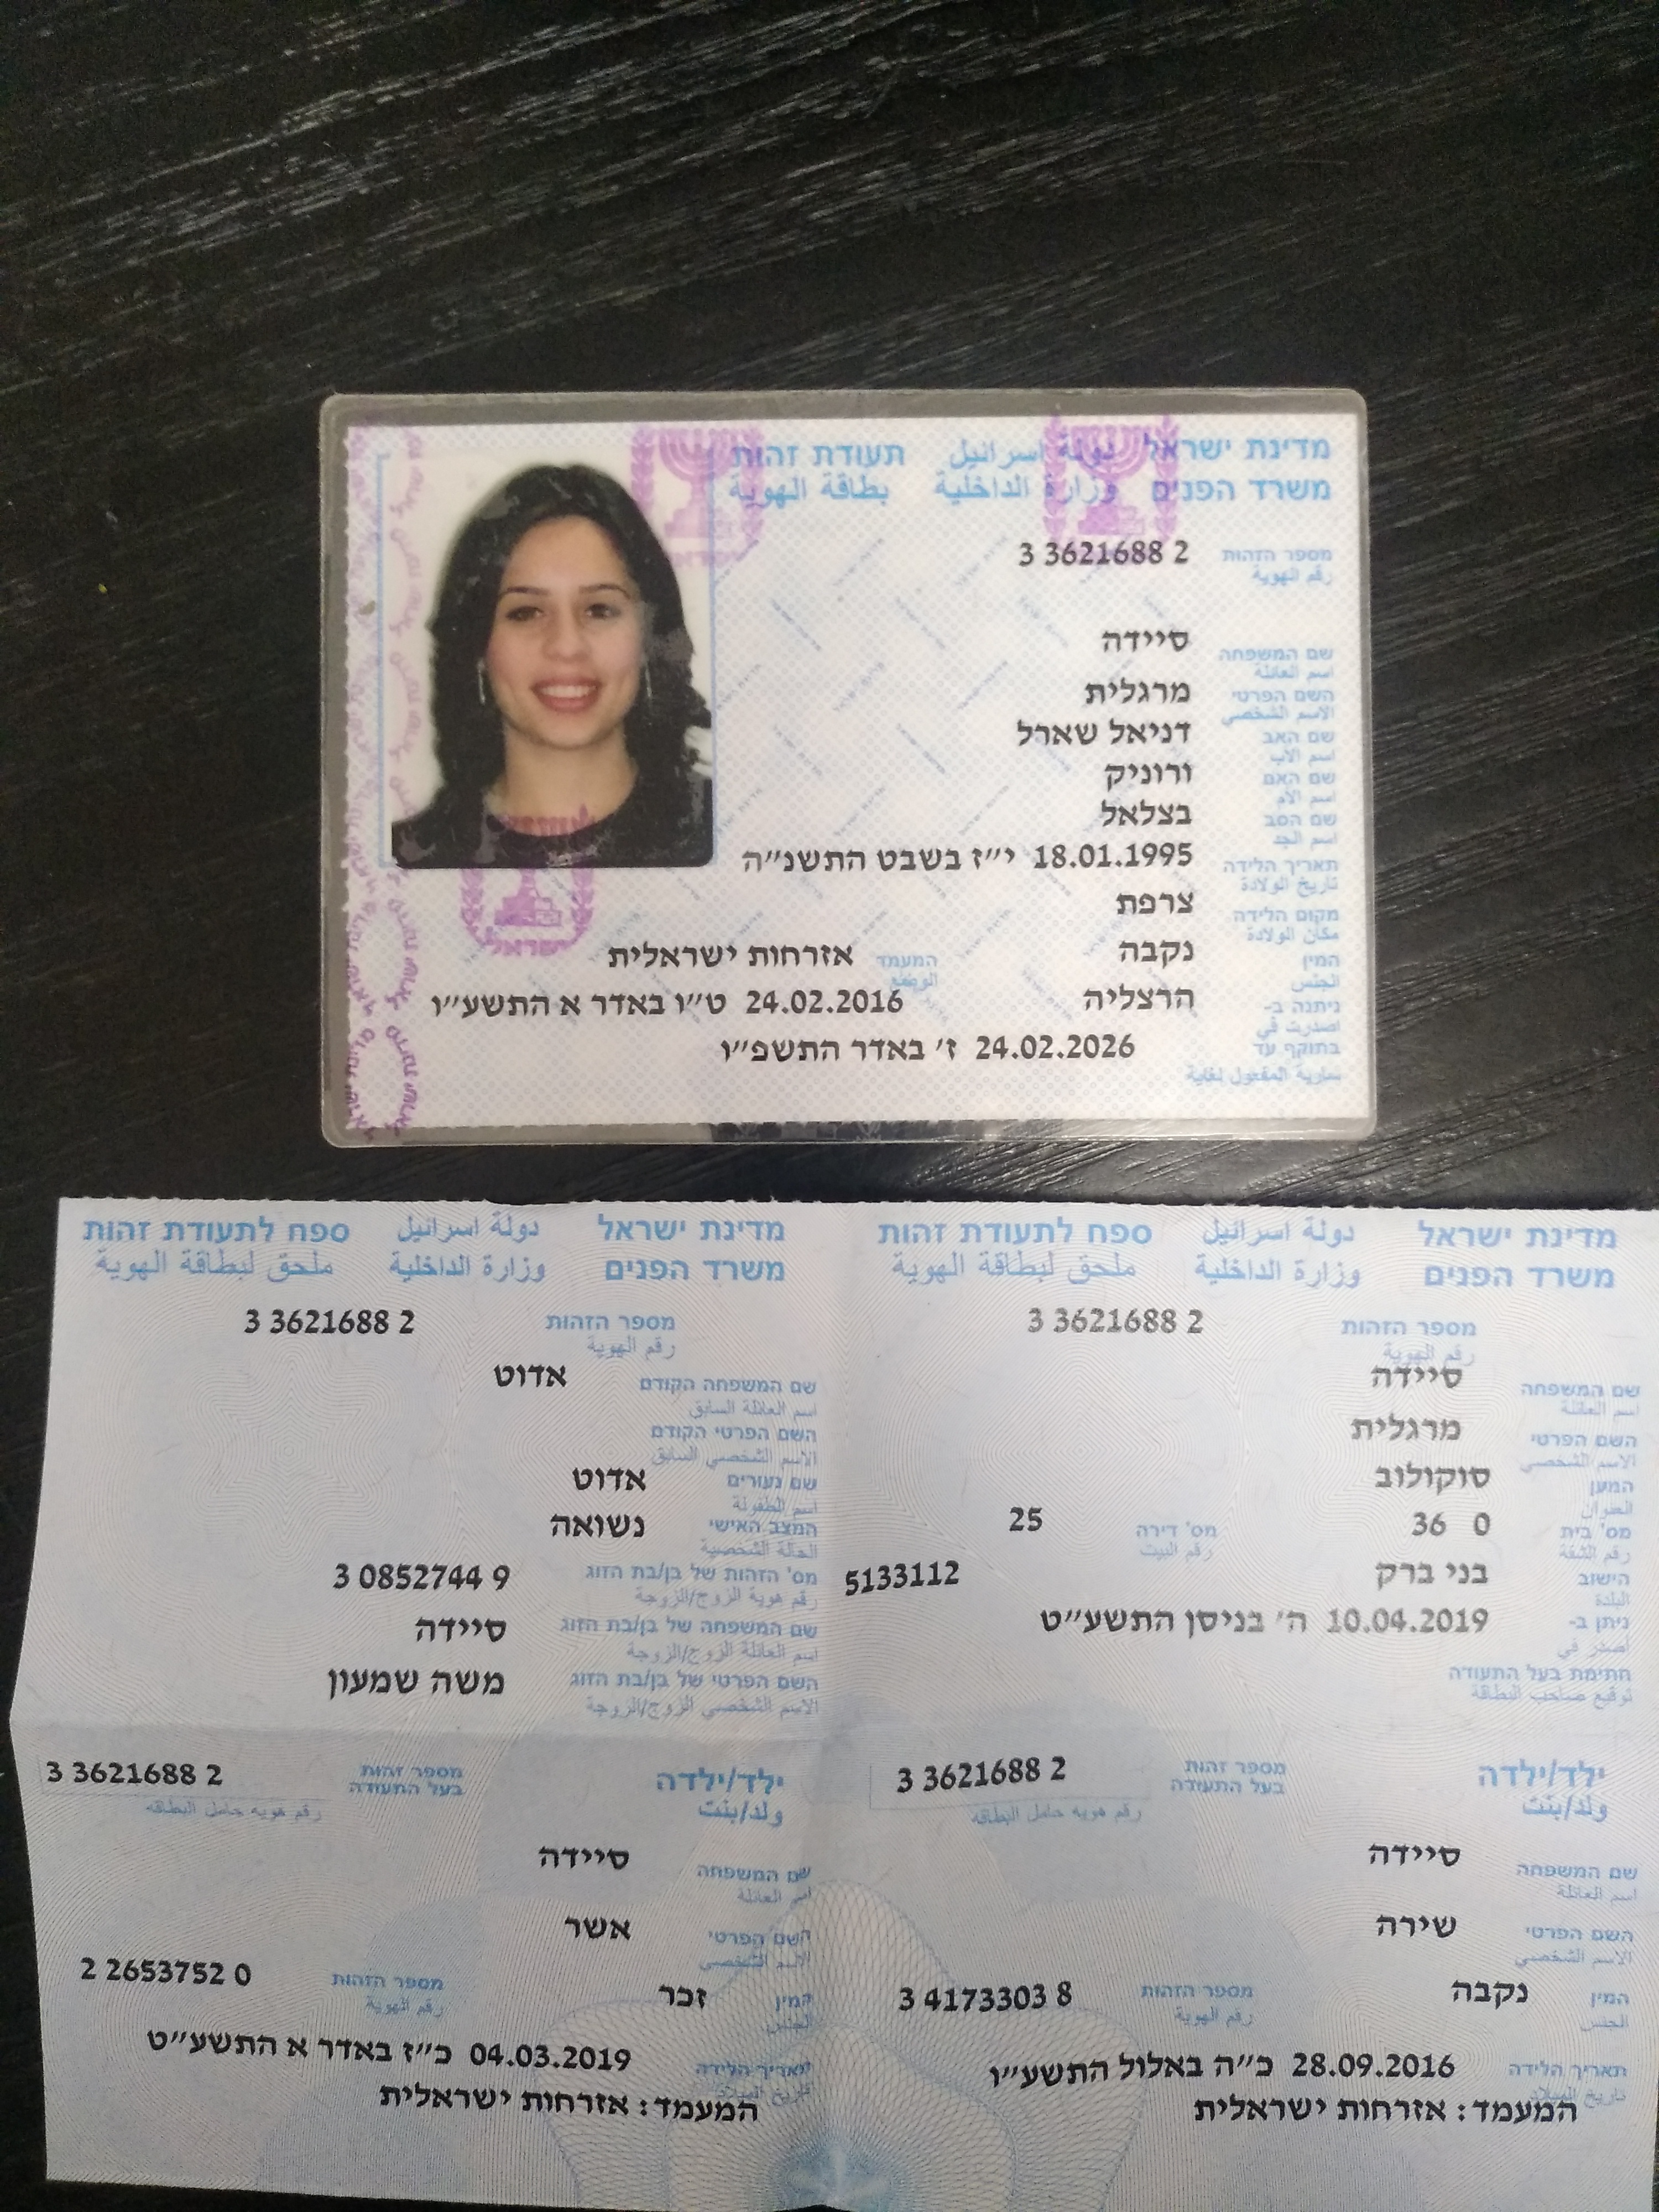 מדינת ישראל دولة اسرائيل תעודת זהות
משרד הפנים وزارة الداخلية بطاقة الهوية
מספר הזהות 3 3621688 2
رقم الهوية
שם המשפחה סיידה
اسم العائلة
השם הפרטי מרגלית
الاسم الشخصي
שם האב דניאל שארל
اسم الاب
שם האם ורוניק
اسم الام
שם הסב בצלאל
اسم الجد
תאריך הלידה 18.01.1995 י״ז בשבט התשנ״ה
تاريخ الولادة
מקום הלידה צרפת
مكان الولادة
המין נקבה המעמד אזרחות ישראלית
الجنس الوضع
ניתנה ב- הרצליה 24.02.2016 ט״ו באדר א התשע״ו
اصدرت في
בתוקף עד 24.02.2026 ז׳ באדר התשפ״ו
سارية المفعول لغاية
מדינת ישראל دولة اسرائيل ספח לתעודת זהות
משרד הפנים وزارة الداخلية ملحق لبطاقة الهوية
מספר הזהות 3 3621688 2
رقم الهوية
שם המשפחה סיידה
اسم العائلة
השם הפרטי מרגלית
الاسم الشخصي
המען סוקולוב
العنوان
מס' בית 36 0 מס' דירה 25
رقم الشقة رقم البيت
הישוב בני ברק 5133112
البلدة
ניתן ב- 10.04.2019 ה׳ בניסן התשע״ט
أصدر في
חתימת בעל התעודה
توقيع صاحب البطاقة
מדינת ישראל دولة اسرائيل ספח לתעודת זהות
משרד הפנים وزارة الداخلية ملحق لبطاقة الهوية
מספר הזהות 3 3621688 2
رقم الهوية
שם המשפחה הקודם אדוט
اسم العائلة السابق
השם הפרטי הקודם
الاسم الشخصي السابق
שם נעורים אדוט
اسم الطفولة
המצב האישי נשואה
الحالة الشخصية
מס' הזהות של בן/בת הזוג 3 0852744 9
رقم هوية الزوج/الزوجة
שם המשפחה של בן/בת הזוג סיידה
اسم العائلة الزوج/الزوجة
השם הפרטי של בן/בת הזוג משה שמעון
الاسم الشخصي الزوج/الزوجة
ילד/ילדה מספר זהות 3 3621688 2
ولد/بنت בעל התעודה
رقم هوية حامل البطاقة
שם המשפחה סיידה
اسم العائلة
השם הפרטי שירה
الاسم الشخصي
המין נקבה מספר הזהות 3 4173303 8
الجنس رقم الهوية
תאריך הלידה 28.09.2016 כ״ה באלול התשע״ו
تاريخ الميلاد
המעמד: אזרחות ישראלית
ילד/ילדה מספר זהות 3 3621688 2
ولد/بنت בעל התעודה
رقم هوية حامل البطاقة
שם המשפחה סיידה
اسم العائلة
השם הפרטי אשר
الاسم الشخصي
המין זכר מספר הזהות 2 2653752 0
الجنس رقم الهوية
תאריך הלידה 04.03.2019 כ״ז באדר א התשע״ט
تاريخ الميلاد
המעמד: אזרחות ישראלית